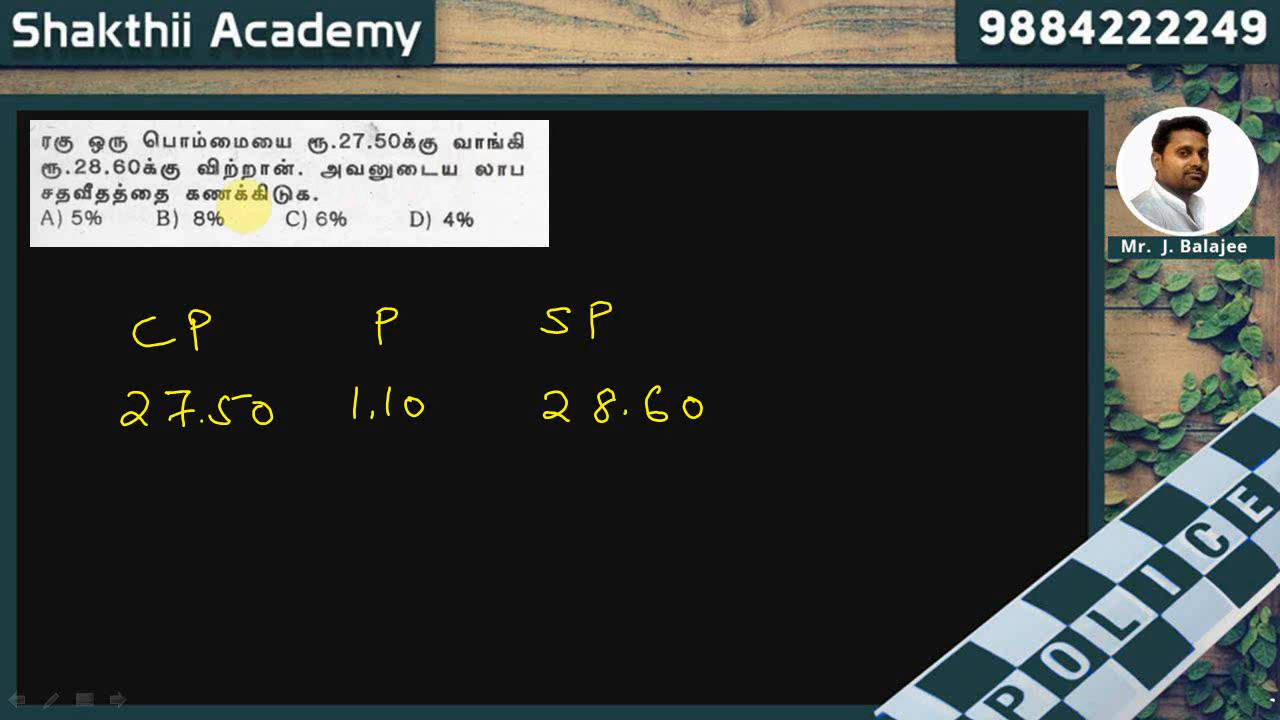 Shakthii Academy
9884222249
ரகு ஒரு பொம்மையை ரூ.27.50க்கு வாங்கி
ரூ.28.60க்கு விற்றான். அவனுடைய லாப
சதவீதத்தை கணக்கிடுக.
A) 5% B) 8% C) 6% D) 4%
Mr. J. Balajee
CP P SP
27.50 1.10 28.60
POLICE